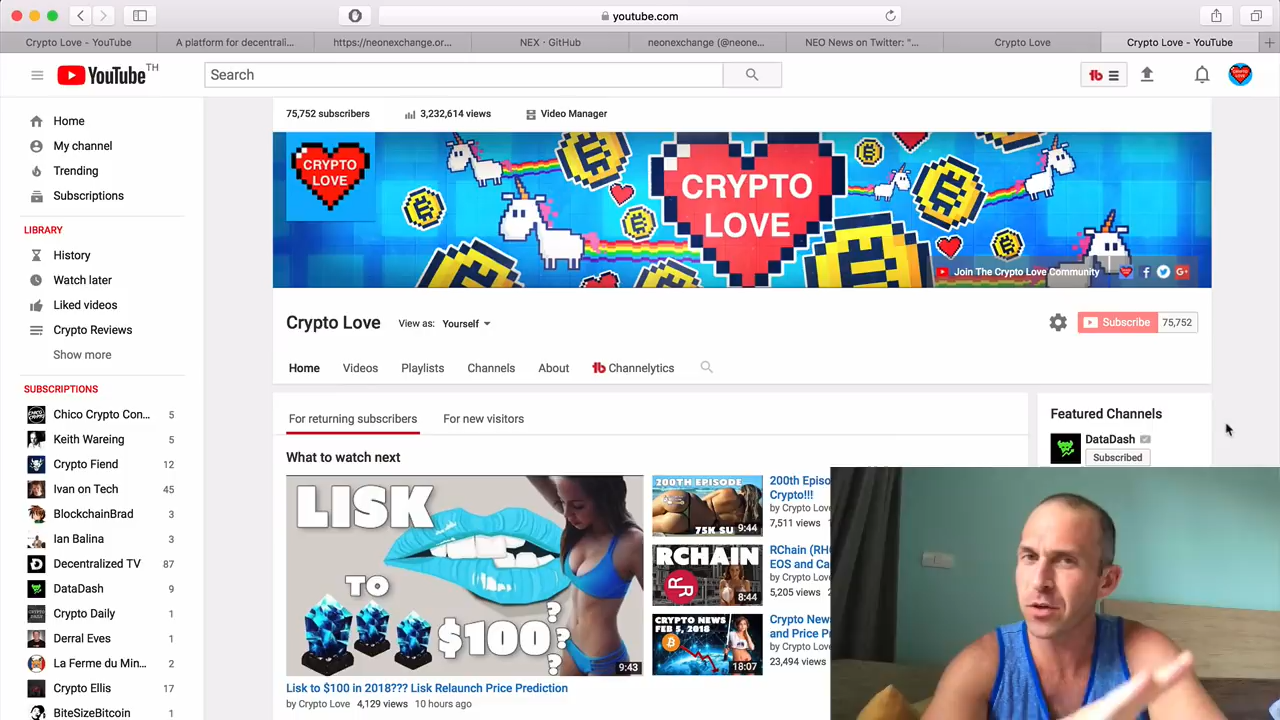 youtube.com
Crypto Love - YouTube
A platform for decentrali...
https://neonexchange.or...
NEX · GitHub
neonexchange (@neone...
NEO News on Twitter: "...
Crypto Love
Crypto Love - YouTube
YouTube TH
Search
tb
75,752 subscribers
3,232,614 views
Video Manager
Home
My channel
Trending
Subscriptions
LIBRARY
History
Watch later
Liked videos
Crypto Reviews
Show more
SUBSCRIPTIONS
Chico Crypto Con... 5
Keith Wareing 5
Crypto Fiend 12
Ivan on Tech 45
BlockchainBrad 3
Ian Balina 3
Decentralized TV 87
DataDash 9
Crypto Daily 1
Derral Eves 1
La Ferme du Min... 2
Crypto Ellis 17
BiteSizeBitcoin 1
CRYPTO
LOVE
CRYPTO
LOVE
Join The Crypto Love Community
Crypto Love
View as: Yourself
Subscribe 75,752
Home
Videos
Playlists
Channels
About
tb Channelytics
For returning subscribers
For new visitors
What to watch next
LISK
TO
$100
???
9:43
Lisk to $100 in 2018??? Lisk Relaunch Price Prediction
by Crypto Love 4,129 views 10 hours ago
200TH EPISODE
75K SU
9:44
200th Episo
Crypto!!!
by Crypto Lov
7,511 views
RCHAIN
8:44
RChain (RH
EOS and Ca
by Crypto Lov
5,205 views
CRYPTO NEWS
FEB 5, 2018
18:07
Crypto New
and Price P
by Crypto Lov
23,494 views
Featured Channels
DataDash
Subscribed